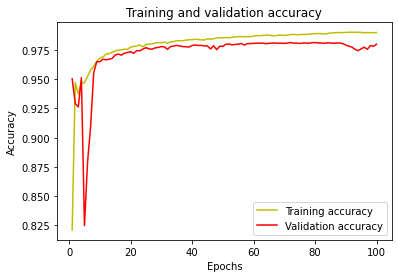 Training and validation accuracy
Accuracy
0.975
0.950
0.925
0.900
0.875
0.850
0.825
0
20
40
60
80
100
Epochs
Training accuracy
Validation accuracy